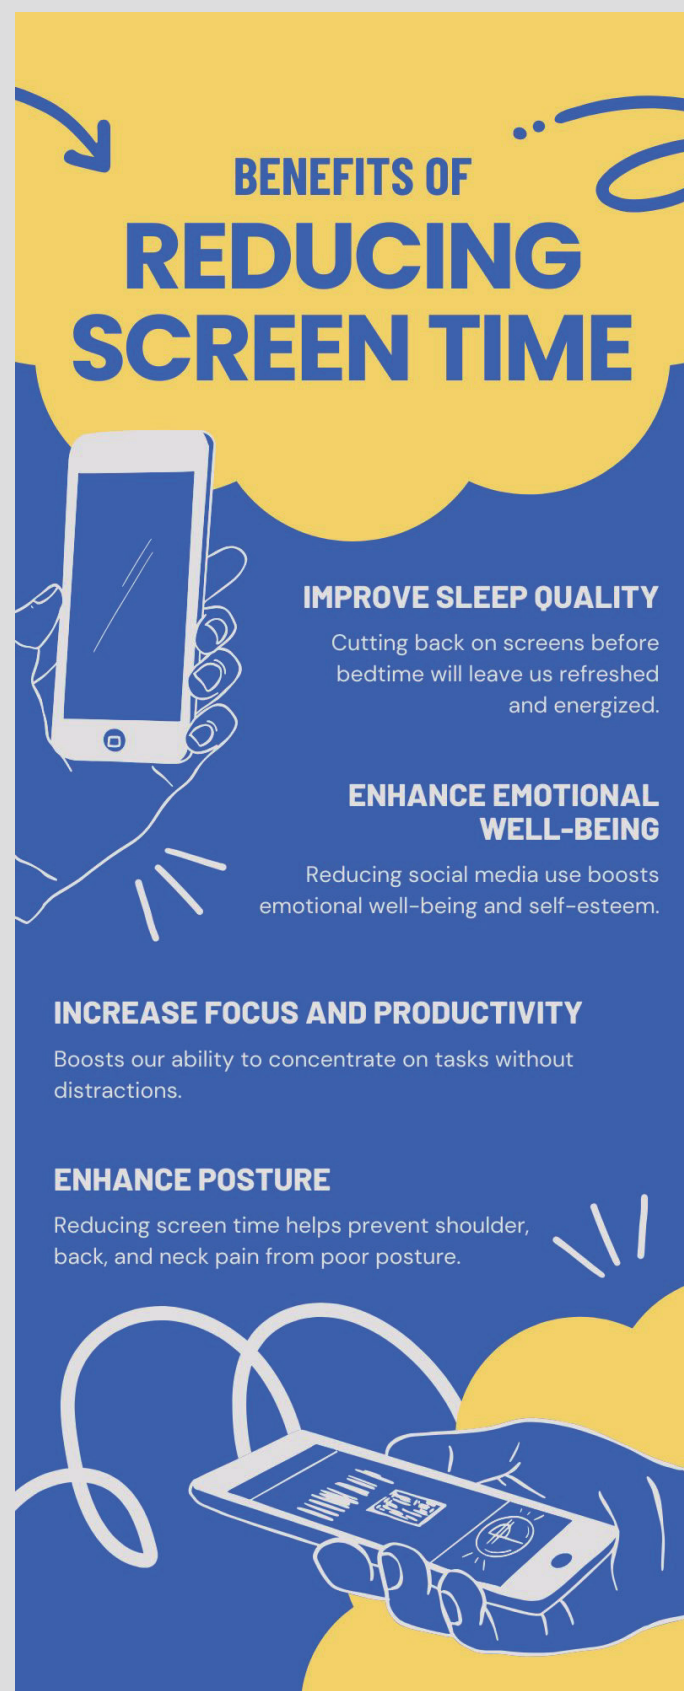 BENEFITS OF
REDUCING
SCREEN TIME
IMPROVE SLEEP QUALITY
Cutting back on screens before
bedtime will leave us refreshed
and energized.
ENHANCE EMOTIONAL
WELL-BEING
Reducing social media use boosts
emotional well-being and self-esteem.
INCREASE FOCUS AND PRODUCTIVITY
Boosts our ability to concentrate on tasks without
distractions.
ENHANCE POSTURE
Reducing screen time helps prevent shoulder,
back, and neck pain from poor posture.